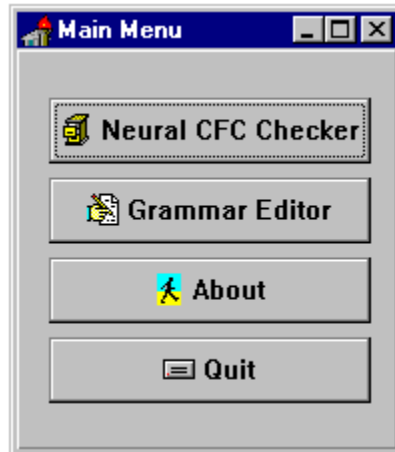 Main Menu
Neural CFC Checker
Grammar Editor
About
Quit